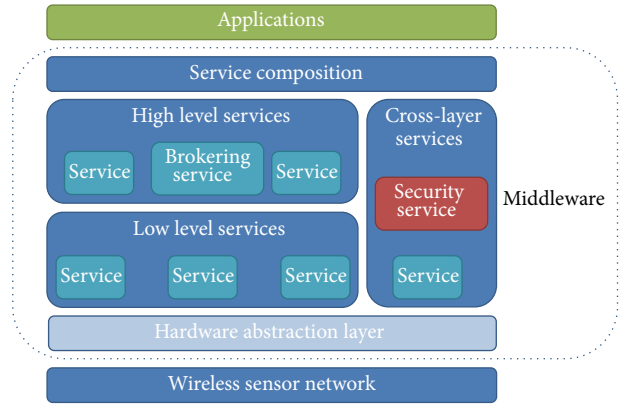 Applications
Service composition
High level services
Service
Brokering
service
Service
Cross-layer
services
Security
service
Service
Low level services
Service
Service
Service
Middleware
Hardware abstraction layer
Wireless sensor network